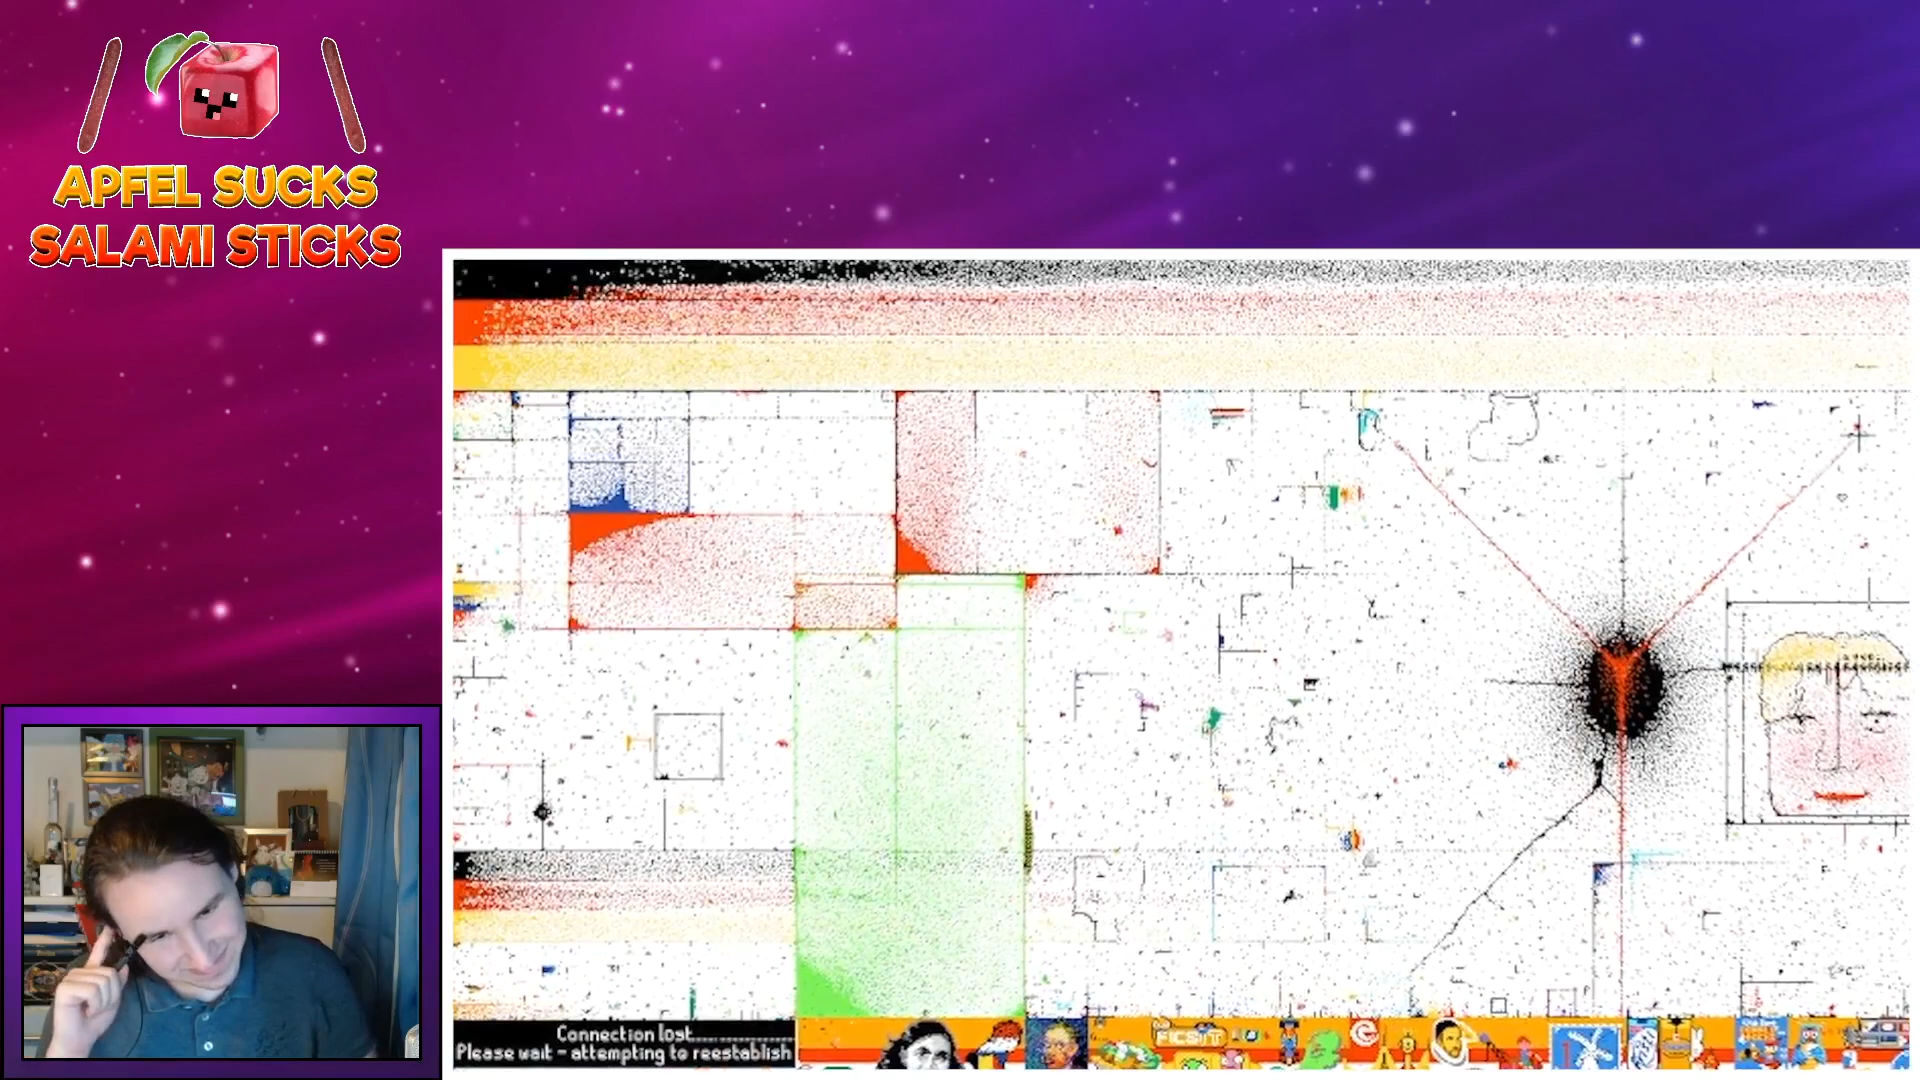 APFEL SUCKS
SALAMI STICKS
Connection lost
Please wait - attempting to reestablish
FICSIT